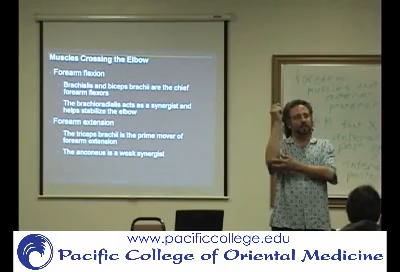 Muscles Crossing the Elbow
Forearm flexion
Brachialis and biceps brachii are the chief
forearm flexors
The brachioradialis acts as a synergist and
helps stabilize the elbow
Forearm extension
The triceps brachii is the prime mover of
forearm extension
The anconeus is a weak synergist
www.pacificcollege.edu
Pacific College of Oriental Medicine